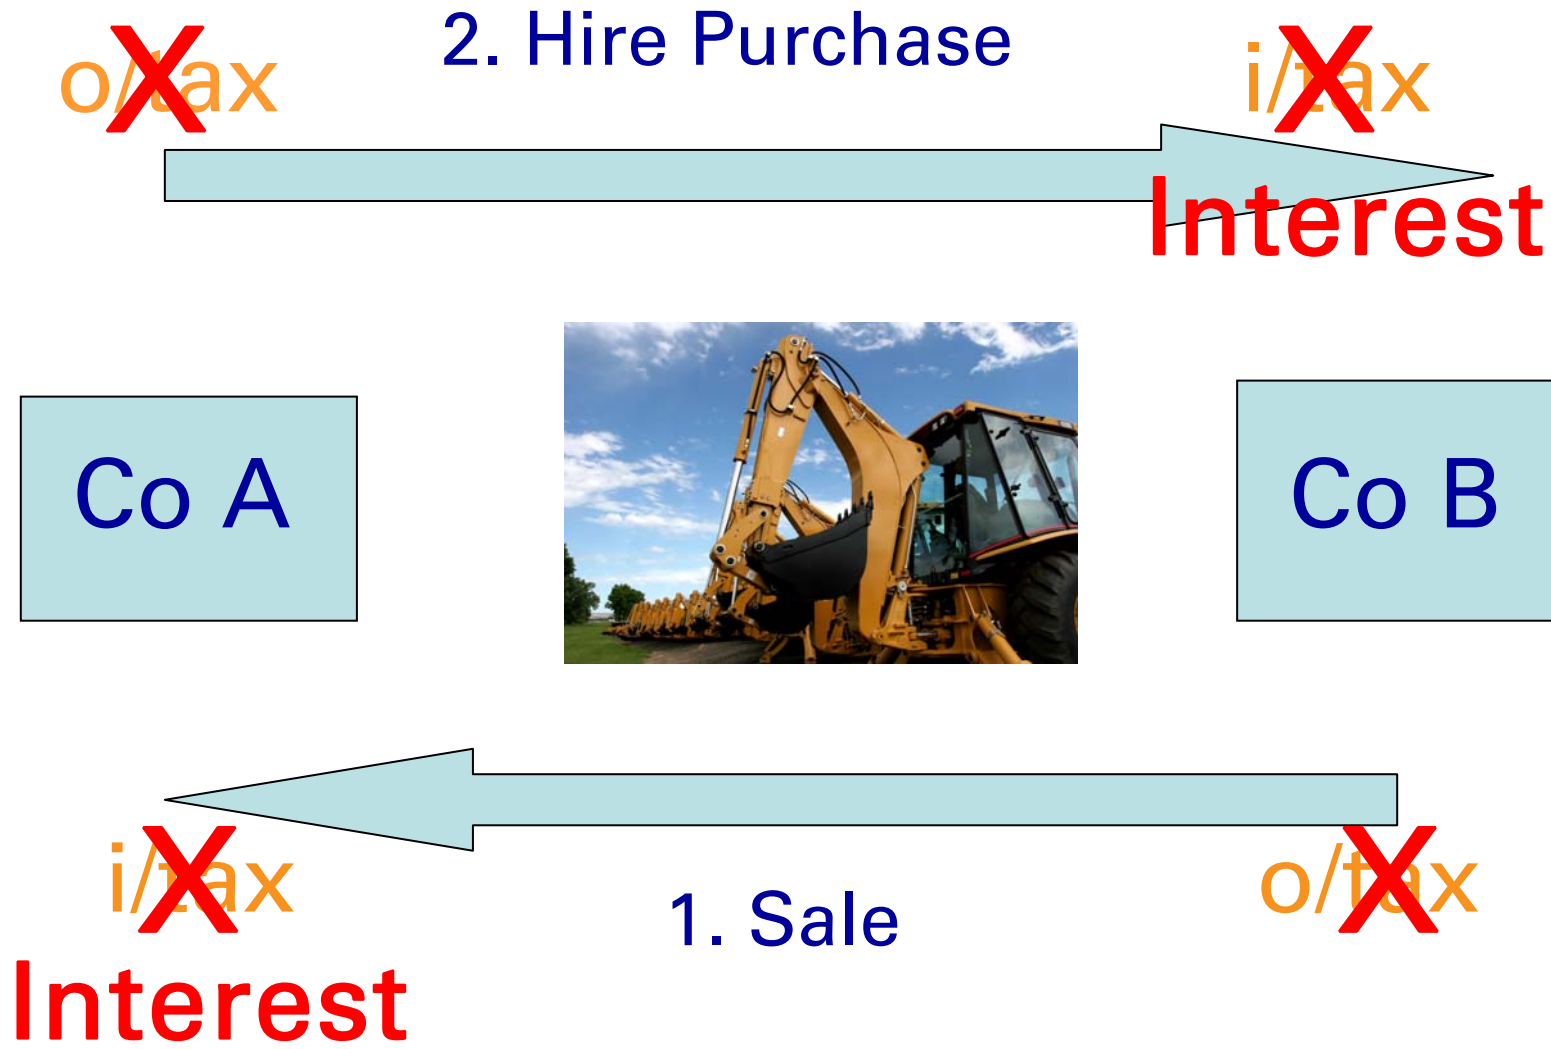 2. Hire Purchase
o/tax
X
i/tax
X
Interest
Co A
Co B
i/tax
X
o/tax
X
1. Sale
Interest